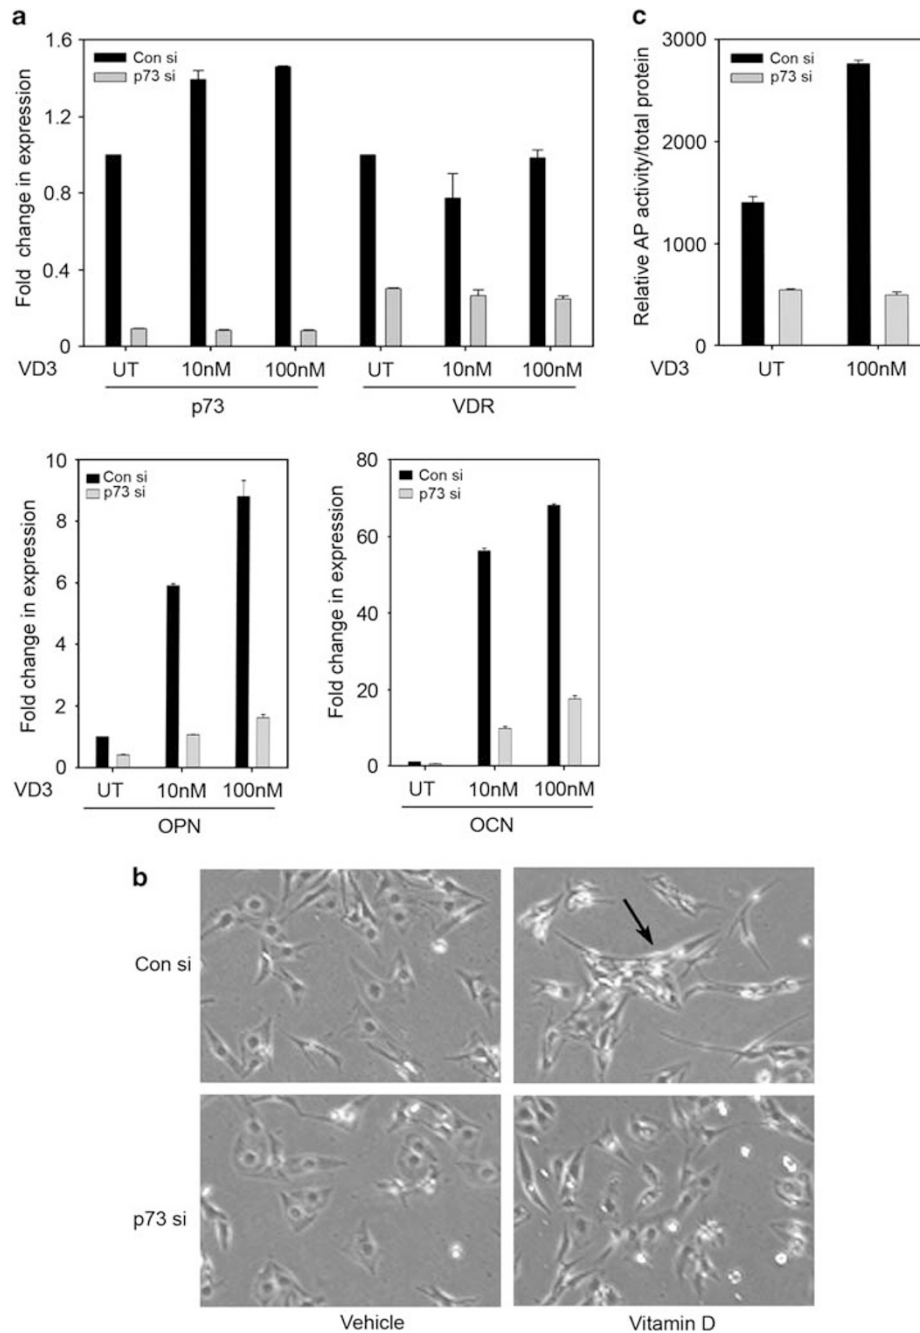 a
1.6
1.2
0.8
0.4
0
Fold change in expression
Con si
p73 si
VD3 UT 10nM 100nM UT 10nM 100nM
p73 VDR
c
3000
2000
1000
0
Relative AP activity/total protein
Con si
p73 si
VD3 UT 100nM
10
8
6
4
2
0
Fold change in expression
Con si
p73 si
VD3 UT 10nM 100nM
OPN
80
60
40
20
0
Fold change in expression
Con si
p73 si
UT 10nM 100nM
OCN
b
Con si
p73 si
Vehicle Vitamin D